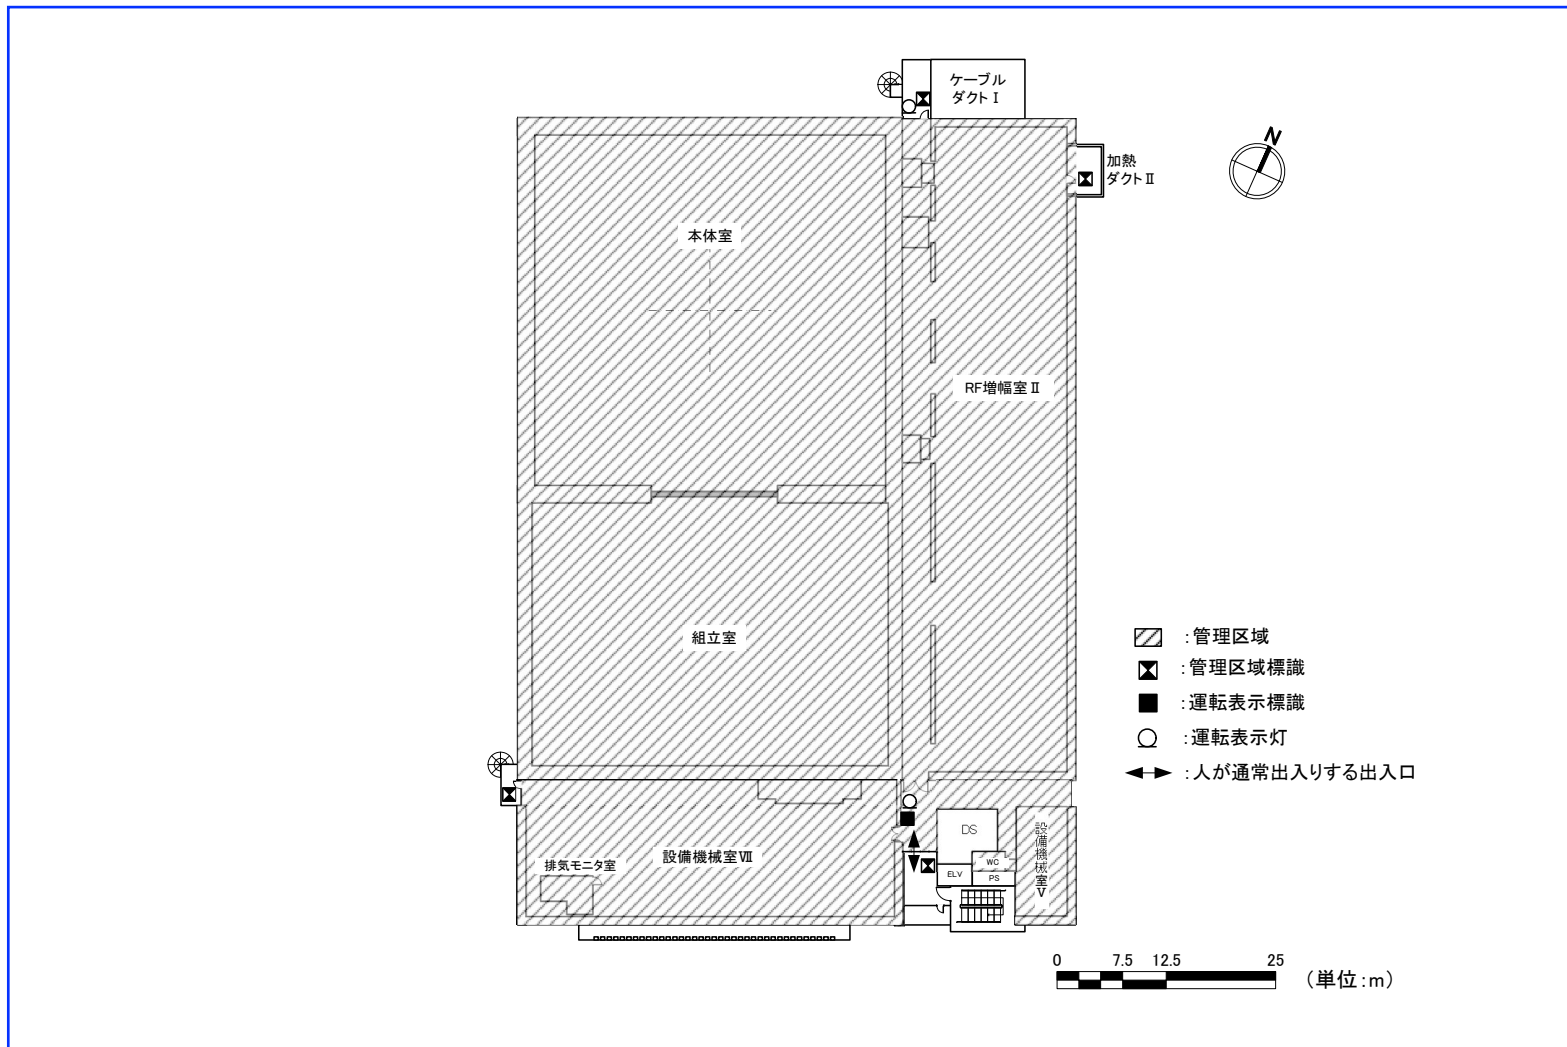 ケーブル
ダクトⅠ
N
加熱
ダクトⅡ
本体室
RF増幅室Ⅱ
組立室
:管理区域
:管理区域標識
:運転表示標識
:運転表示灯
:人が通常出入りする出入口
DS
設備機械室Ⅴ
設備機械室Ⅶ
WC
排気モニタ室
ELV
PS
0 7.5 12.5 25
(単位:m)